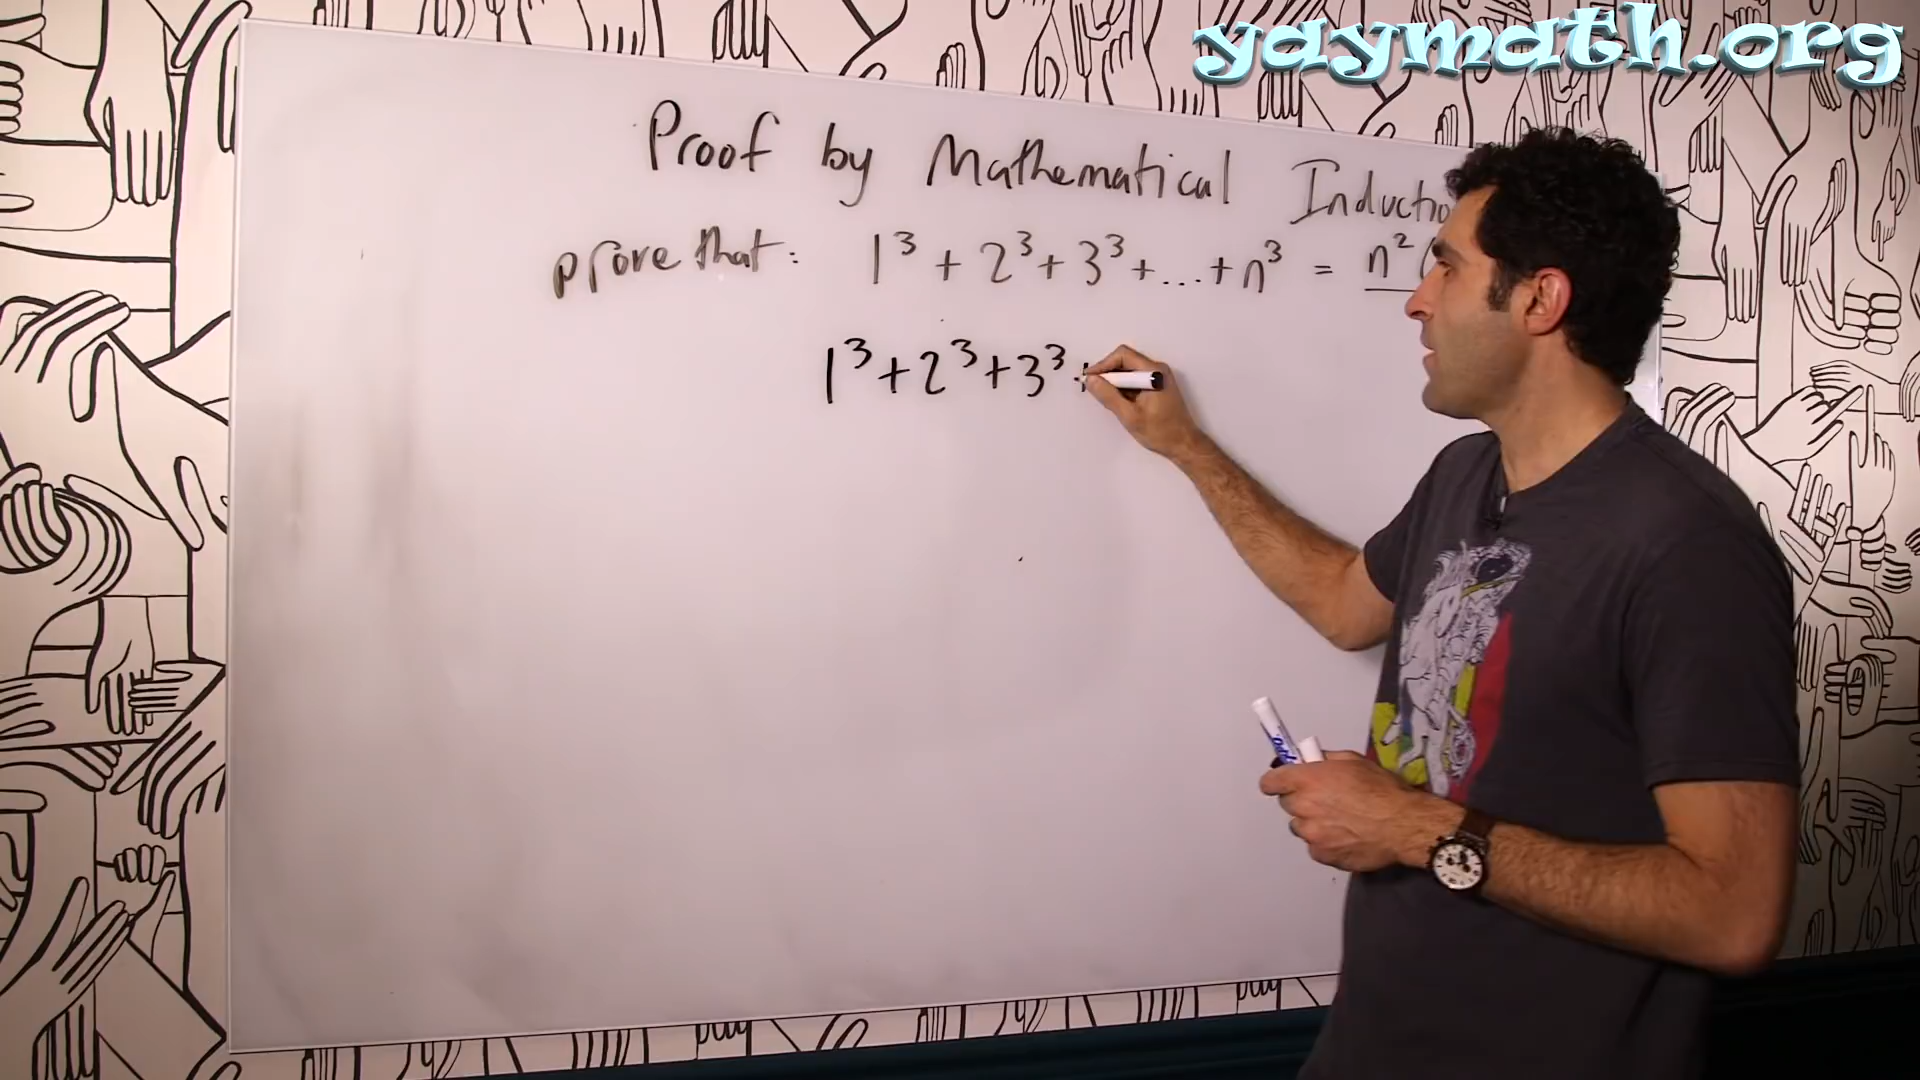 yaymath.org
Proof by Mathematical Inductio
prove that: 1³ + 2³ + 3³ + ... + n³ = n² (
1³ + 2³ + 3³ +